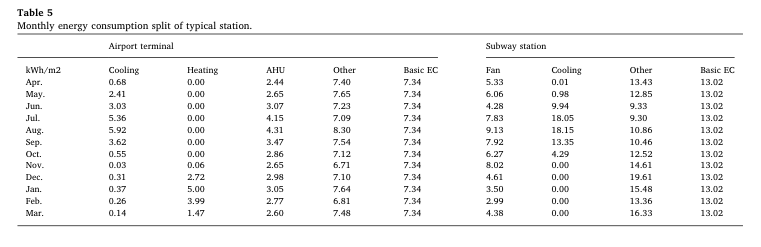 Table 5
Monthly energy consumption split of typical station.
Airport terminal Subway station
kWh/m2 Cooling Heating AHU Other Basic EC Fan Cooling Other Basic EC
Apr. 0.68 0.00 2.44 7.40 7.34 5.33 0.01 13.43 13.02
May. 2.41 0.00 2.65 7.65 7.34 6.06 0.98 12.85 13.02
Jun. 3.03 0.00 3.07 7.23 7.34 4.28 9.94 9.33 13.02
Jul. 5.36 0.00 4.15 7.09 7.34 7.83 18.05 9.30 13.02
Aug. 5.92 0.00 4.31 8.30 7.34 9.13 18.15 10.86 13.02
Sep. 3.62 0.00 3.47 7.54 7.34 7.92 13.35 10.46 13.02
Oct. 0.55 0.00 2.86 7.12 7.34 6.27 4.29 12.52 13.02
Nov. 0.03 0.06 2.65 6.71 7.34 8.02 0.00 14.61 13.02
Dec. 0.31 2.72 2.98 7.10 7.34 4.61 0.00 19.61 13.02
Jan. 0.37 5.00 3.05 7.64 7.34 3.50 0.00 15.48 13.02
Feb. 0.26 3.99 2.77 6.81 7.34 2.99 0.00 13.36 13.02
Mar. 0.14 1.47 2.60 7.48 7.34 4.38 0.00 16.33 13.02